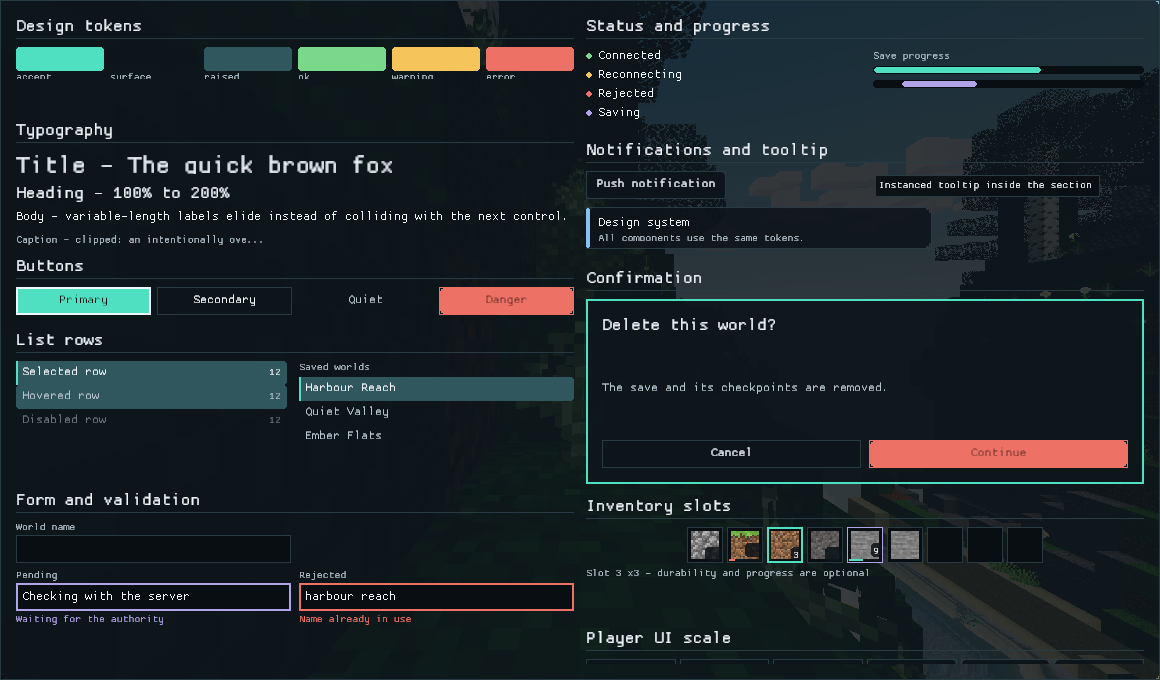 Design tokens
accent
surface
raised
ok
warning
error
Typography
Title - The quick brown fox
Heading - 100% to 200%
Body - variable-length labels elide instead of colliding with the next control.
Caption - clipped: an intentionally ove...
Buttons
Primary
Secondary
Quiet
Danger
List rows
Selected row 12
Hovered row 12
Disabled row 12
Saved worlds
Harbour Reach
Quiet Valley
Ember Flats
Form and validation
World name
Pending
Checking with the server
Waiting for the authority
Rejected
harbour reach
Name already in use
Status and progress
Connected
Reconnecting
Rejected
Saving
Save progress
Notifications and tooltip
Push notification
Instanced tooltip inside the section
Design system
All components use the same tokens.
Confirmation
Delete this world?
The save and its checkpoints are removed.
Cancel
Continue
Inventory slots
3
9
Slot 3 x3 - durability and progress are optional
Player UI scale